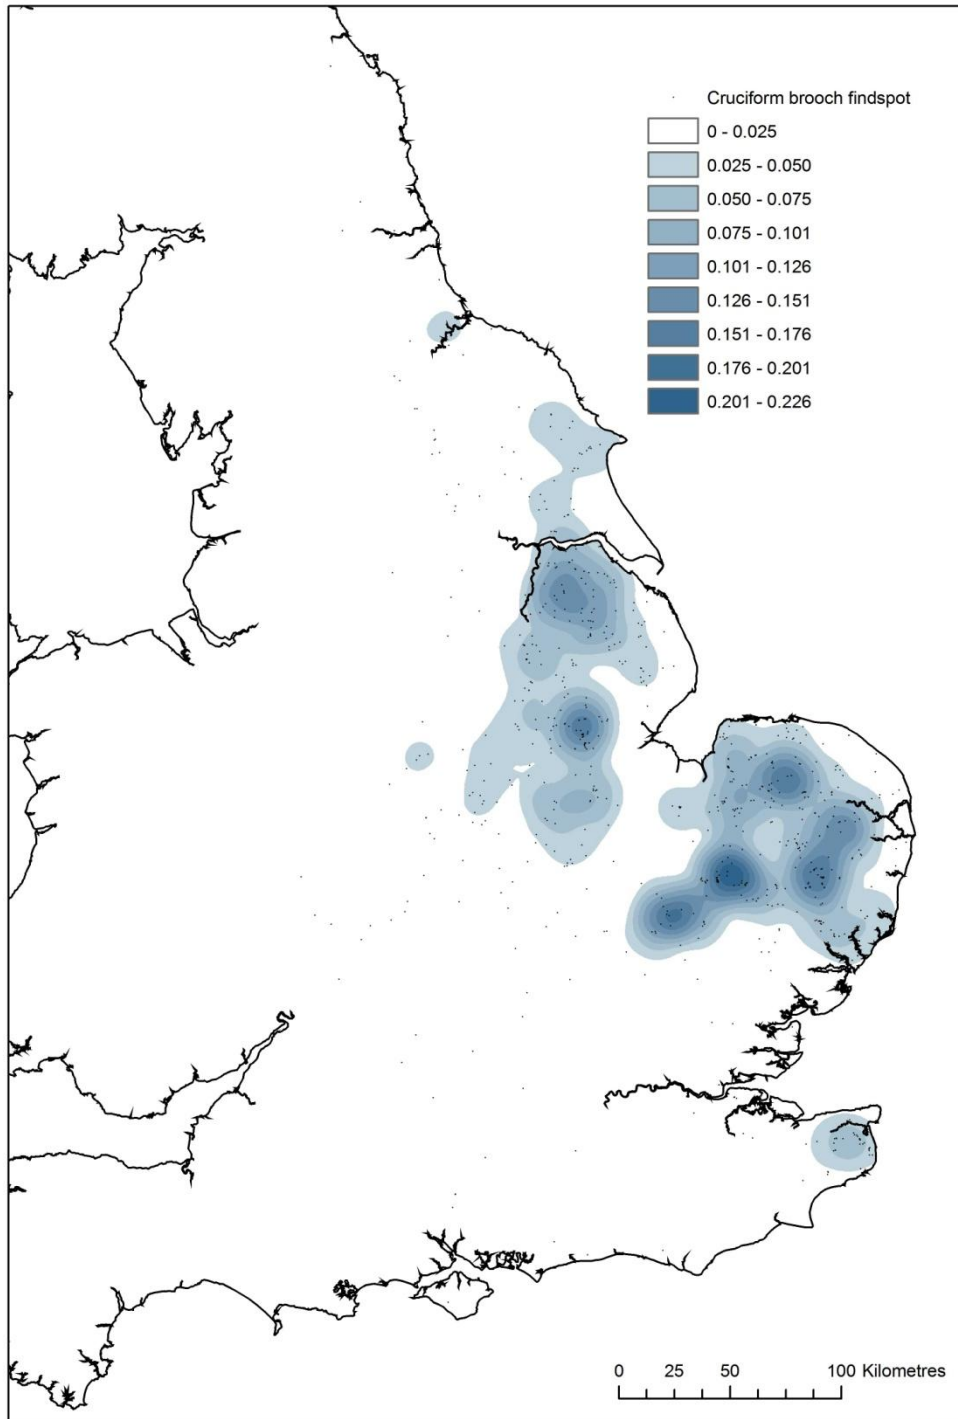 Cruciform brooch findspot
0 - 0.025
0.025 - 0.050
0.050 - 0.075
0.075 - 0.101
0.101 - 0.126
0.126 - 0.151
0.151 - 0.176
0.176 - 0.201
0.201 - 0.226
0 25 50 100 Kilometres